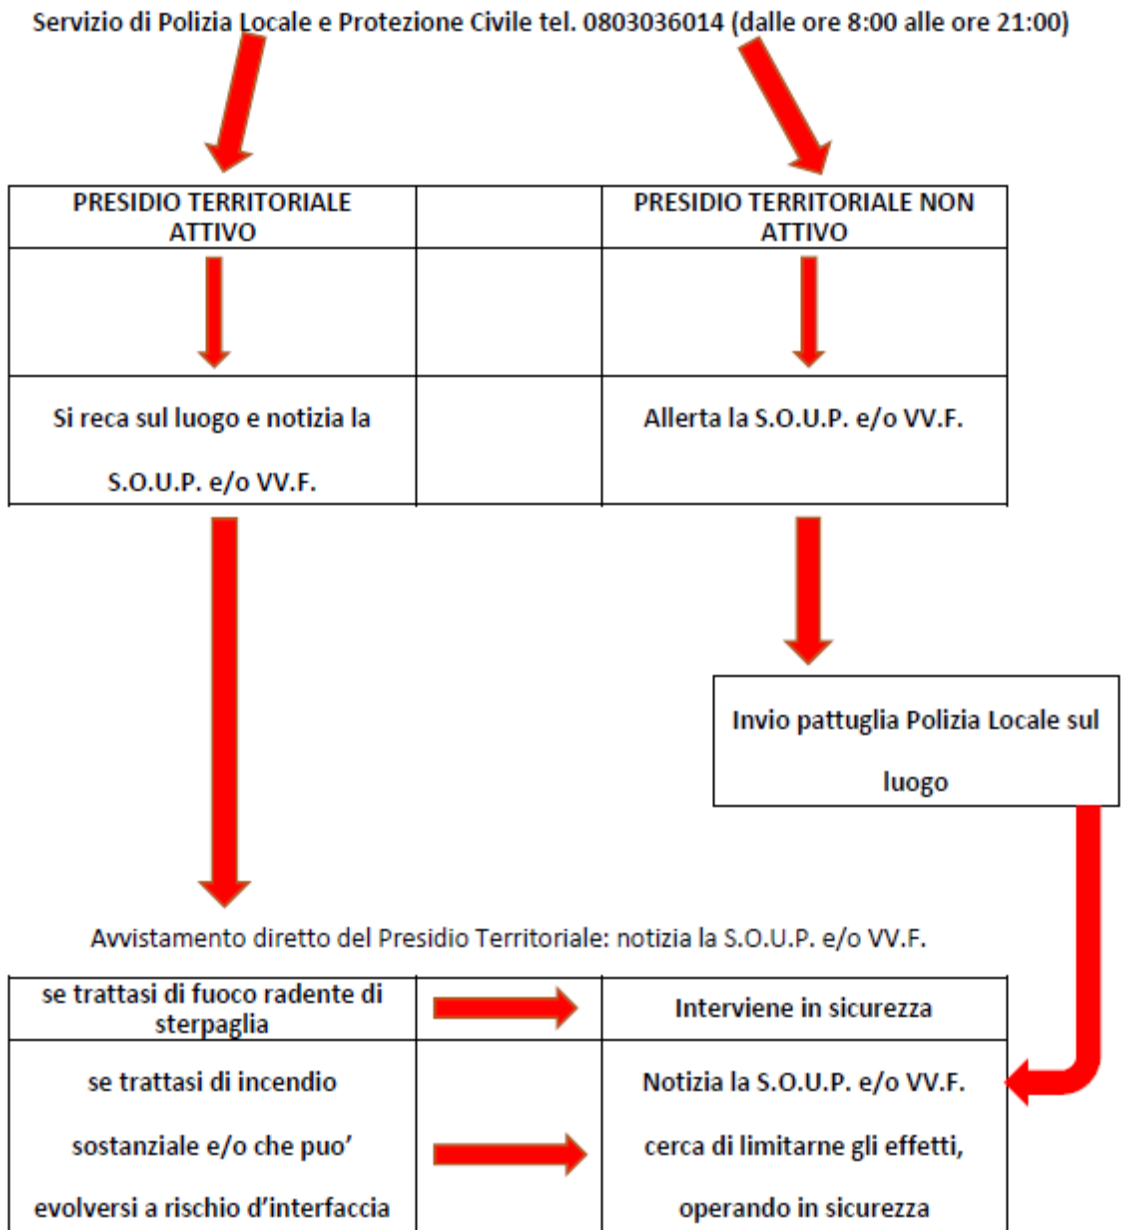 Servizio di Polizia Locale e Protezione Civile tel. 0803036014 (dalle ore 8:00 alle ore 21:00)
PRESIDIO TERRITORIALE
ATTIVO
PRESIDIO TERRITORIALE NON
ATTIVO
Si reca sul luogo e notizia la
S.O.U.P. e/o VV.F.
Allerta la S.O.U.P. e/o VV.F.
Invio pattuglia Polizia Locale sul
luogo
Avvistamento diretto del Presidio Territoriale: notizia la S.O.U.P. e/o VV.F.
se trattasi di fuoco radente di
sterpaglia
Interviene in sicurezza
se trattasi di incendio
sostanziale e/o che puo’
evolversi a rischio d’interfaccia
Notizia la S.O.U.P. e/o VV.F.
cerca di limitarne gli effetti,
operando in sicurezza